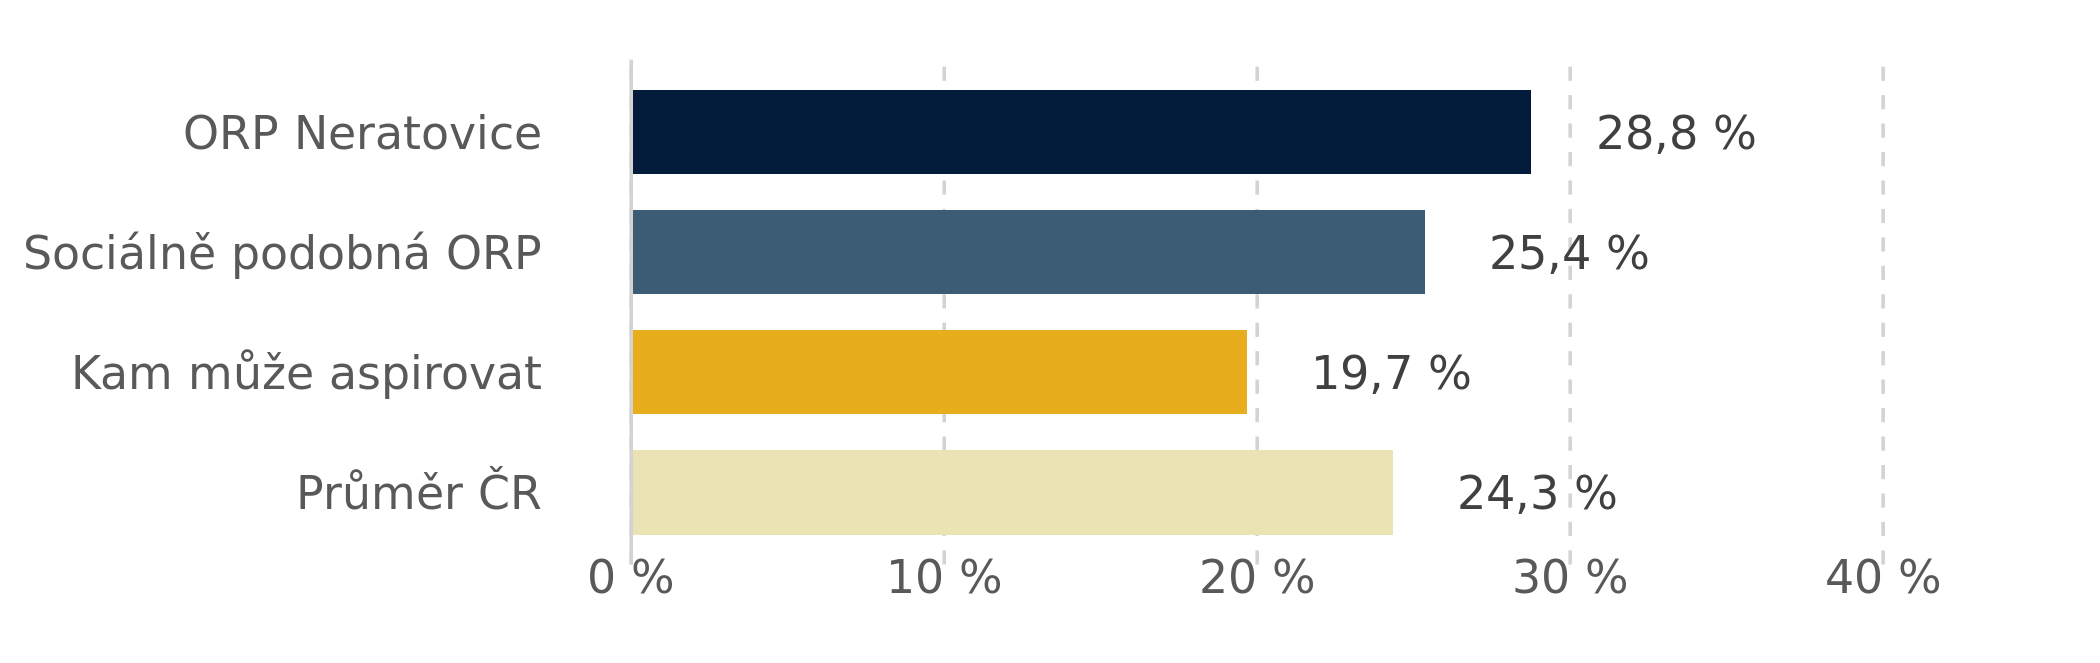 ORP Neratovice
28,8 %
Sociálně podobná ORP
25,4 %
Kam může aspirovat
19,7 %
Průměr ČR
24,3 %
0 % 10 % 20 % 30 % 40 %